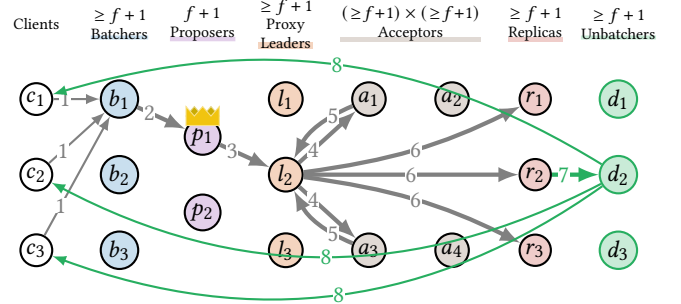 Clients
≥ f + 1
Batchers
f + 1
Proposers
≥ f + 1
Proxy
Leaders
(≥f+1) × (≥f+1)
Acceptors
≥ f + 1
Replicas
≥ f + 1
Unbatchers
8
c1 1 b1 2 p1 l1 5 a1 a2 r1 d1
3 4 6
1
c2 b2 l2 6 r2 7 d2
1 p2 4 6
5
c3 b3 l3 8 a3 a4 r3 d3
8